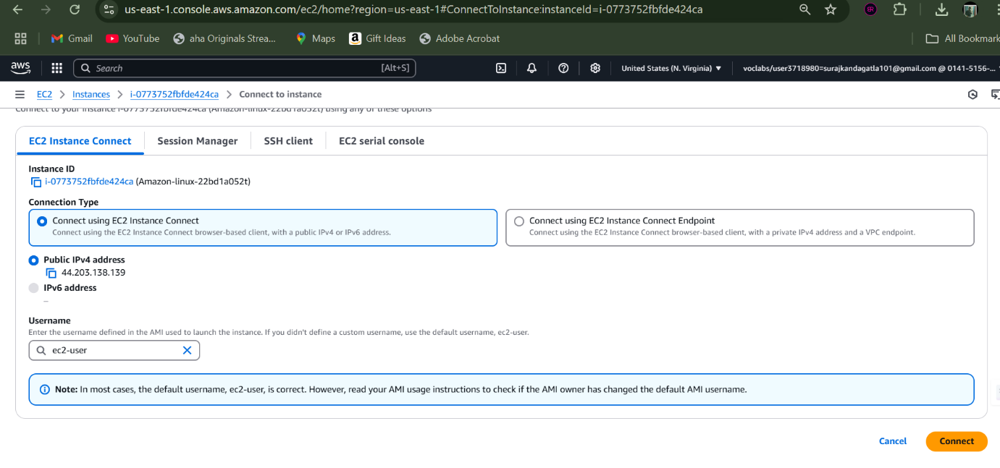 us-east-1.console.aws.amazon.com/ec2/home?region=us-east-1#ConnectToInstance:instanceId=i-0773752fbfde424ca
ER
Gmail YouTube aha Originals Strea... Maps a Gift Ideas Adobe Acrobat All Bookmark
aws Search [Alt+S] United States (N. Virginia) ▼ voclabs/user3718980=surajkandagatla101@gmail.com @ 0141-5156-...
EC2 > Instances > i-0773752fbfde424ca > Connect to instance
Connect to your instance i-0773752fbfde424ca (Amazon-linux-22bd1a052t) using any of these options
EC2 Instance Connect Session Manager SSH client EC2 serial console
Instance ID
i-0773752fbfde424ca (Amazon-linux-22bd1a052t)
Connection Type
Connect using EC2 Instance Connect
Connect using the EC2 Instance Connect browser-based client, with a public IPv4 or IPv6 address.
Connect using EC2 Instance Connect Endpoint
Connect using the EC2 Instance Connect browser-based client, with a private IPv4 address and a VPC endpoint.
Public IPv4 address
44.203.138.139
IPv6 address
–
Username
Enter the username defined in the AMI used to launch the instance. If you didn't define a custom username, use the default username, ec2-user.
ec2-user
Note: In most cases, the default username, ec2-user, is correct. However, read your AMI usage instructions to check if the AMI owner has changed the default AMI username.
Cancel Connect